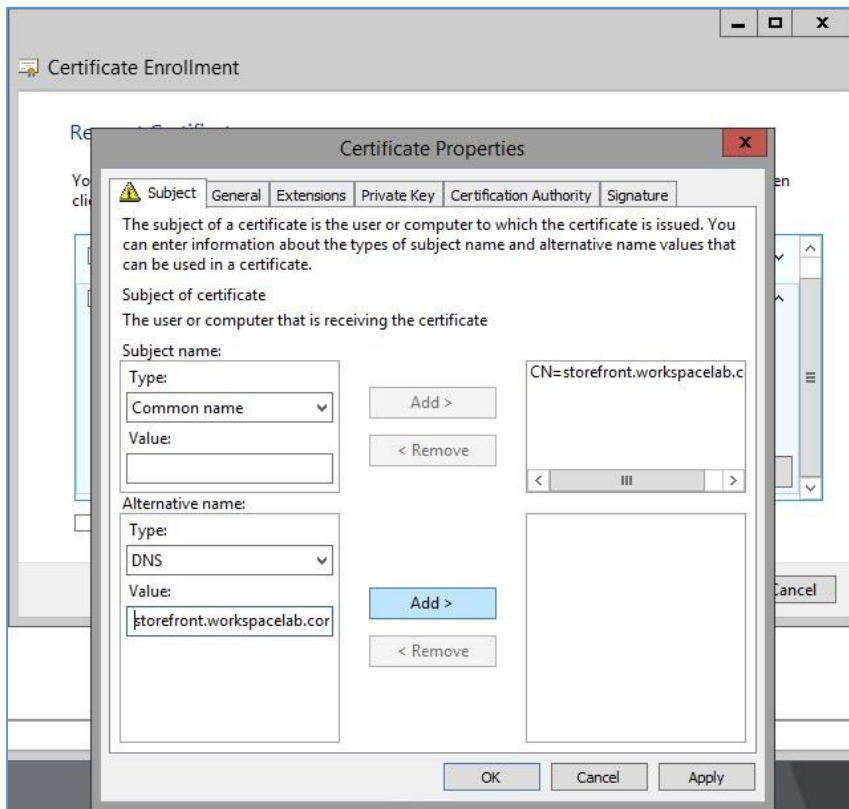 Certificate Enrollment
Certificate Properties
Subject
General
Extensions
Private Key
Certification Authority
Signature
The subject of a certificate is the user or computer to which the certificate is issued. You
can enter information about the types of subject name and alternative name values that
can be used in a certificate.
Subject of certificate
The user or computer that is receiving the certificate
Subject name:
Type:
Common name
Value:
Add >
< Remove
CN=storefront.workspacelab.c
Alternative name:
Type:
DNS
Value:
storefront.workspacelab.cor
Add >
< Remove
OK
Cancel
Apply
Cancel